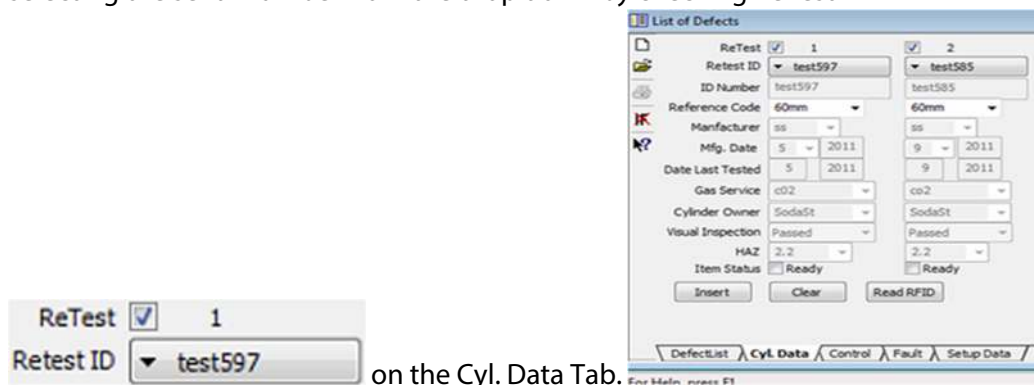 List of Defects
ReTest 1 2
Retest ID test597 test585
ID Number test597 test585
Reference Code 60mm 60mm
Manfacturer ss ss
Mfg. Date 5 2011 9 2011
Date Last Tested 5 2011 9 2011
Gas Service c02 co2
Cylinder Owner SodaSt SodaSt
Visual Inspection Passed Passed
HAZ 2.2 2.2
Item Status Ready Ready
Insert Clear Read RFID
DefectList Cyl. Data Control Fault Setup Data
For Help, press F1
ReTest 1
Retest ID test597
on the Cyl. Data Tab.